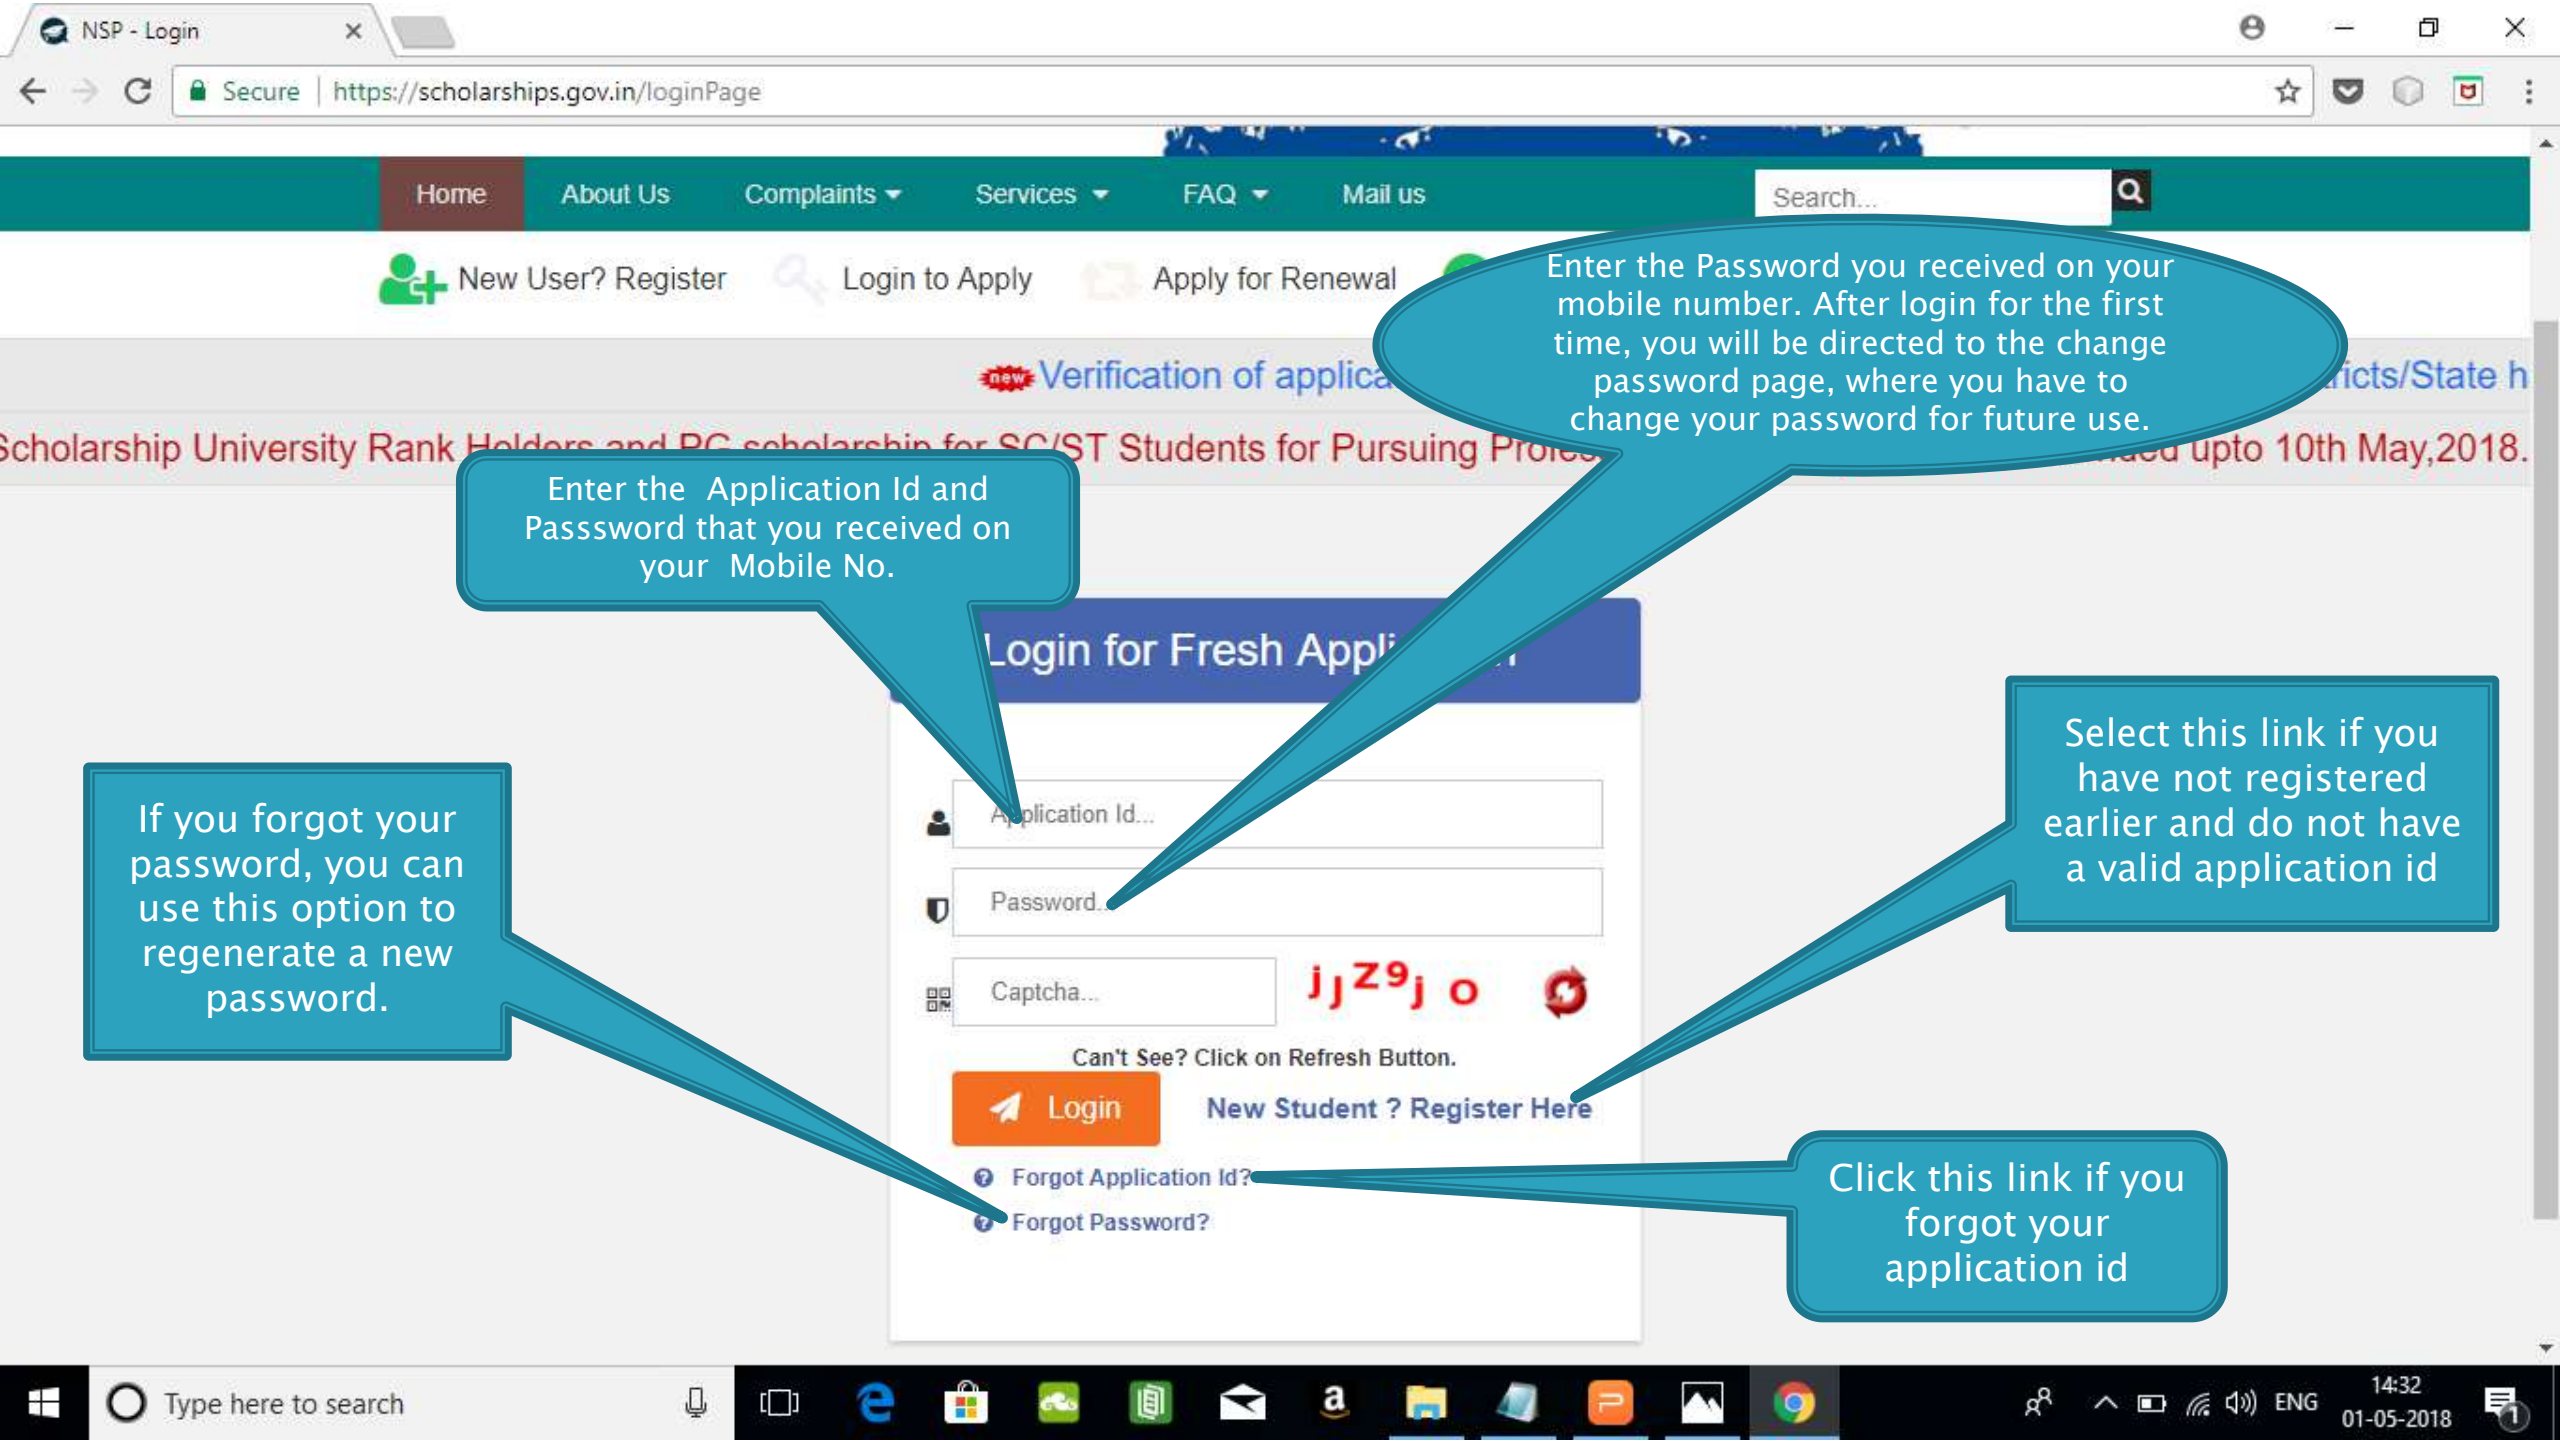 NSP - Login
Secure | https://scholarships.gov.in/loginPage
Home About Us Complaints Services FAQ Mail us Search...
New User? Register Login to Apply Apply for Renewal
Enter the Password you received on your
mobile number. After login for the first
time, you will be directed to the change
password page, where you have to
change your password for future use.
new Verification of applica ricts/State h
Scholarship University Rank Holders and PG scholarship for SC/ST Students for Pursuing upto 10th May,2018.
Enter the Application Id and
Passsword that you received on
your Mobile No.
Login for Fresh
If you forgot your
password, you can
use this option to
regenerate a new
password.
Select this link if you
have not registered
earlier and do not have
a valid application id
Application Id...
Password...
Captcha... jjZ9jo
Can't See? Click on Refresh Button.
Login New Student ? Register Here
Forgot Application Id?
Forgot Password?
Click this link if you
forgot your
application id
Type here to search
ENG
14:32
01-05-2018
1